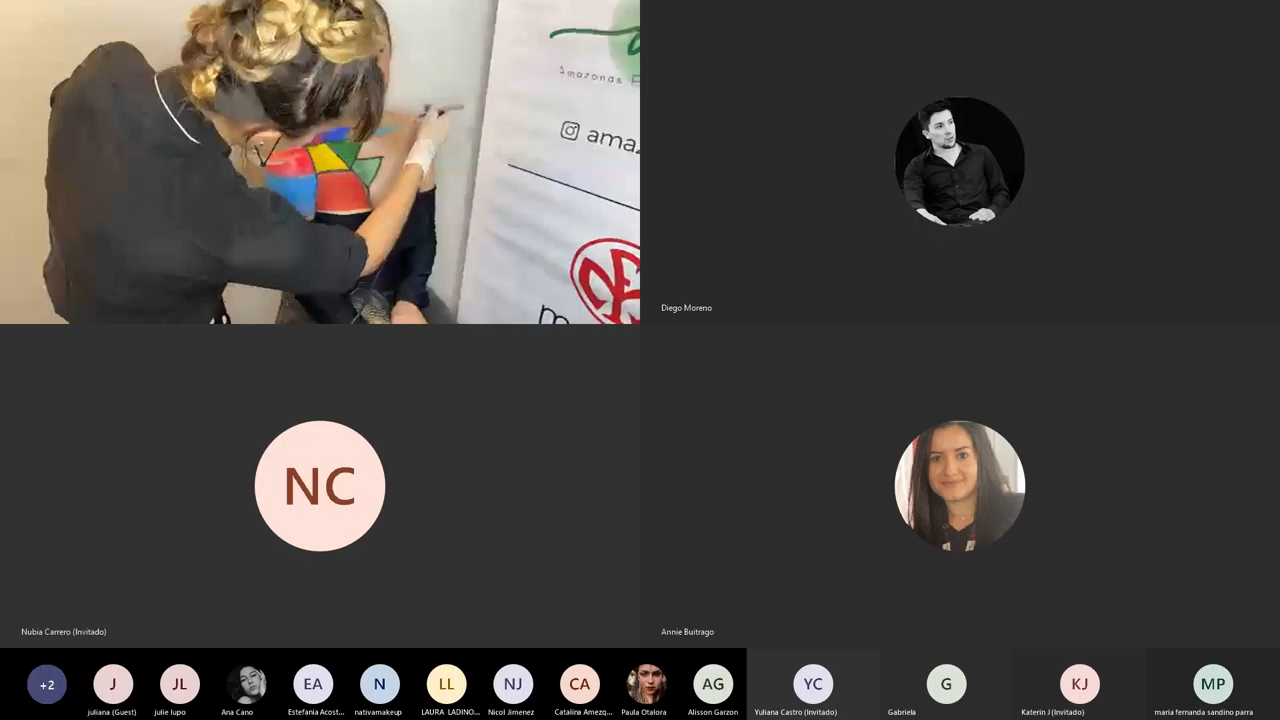 Amazonas
ama
m
Diego Moreno
NC
Nubia Carrero (Invitado)
Annie Buitrago
+2
J
JL
EA
N
LL
NJ
CA
AG
YC
G
KJ
MP
juliana (Guest)
julie lupo
Ana Cano
Estefania Acost...
nativamakeup
LAURA LADINO...
Nicol Jimenez
Catalina Amezq...
Paula Otalora
Alisson Garzon
Yuliana Castro (Invitado)
Gabriela
Katerin J (Invitado)
maria fernanda sandino parra